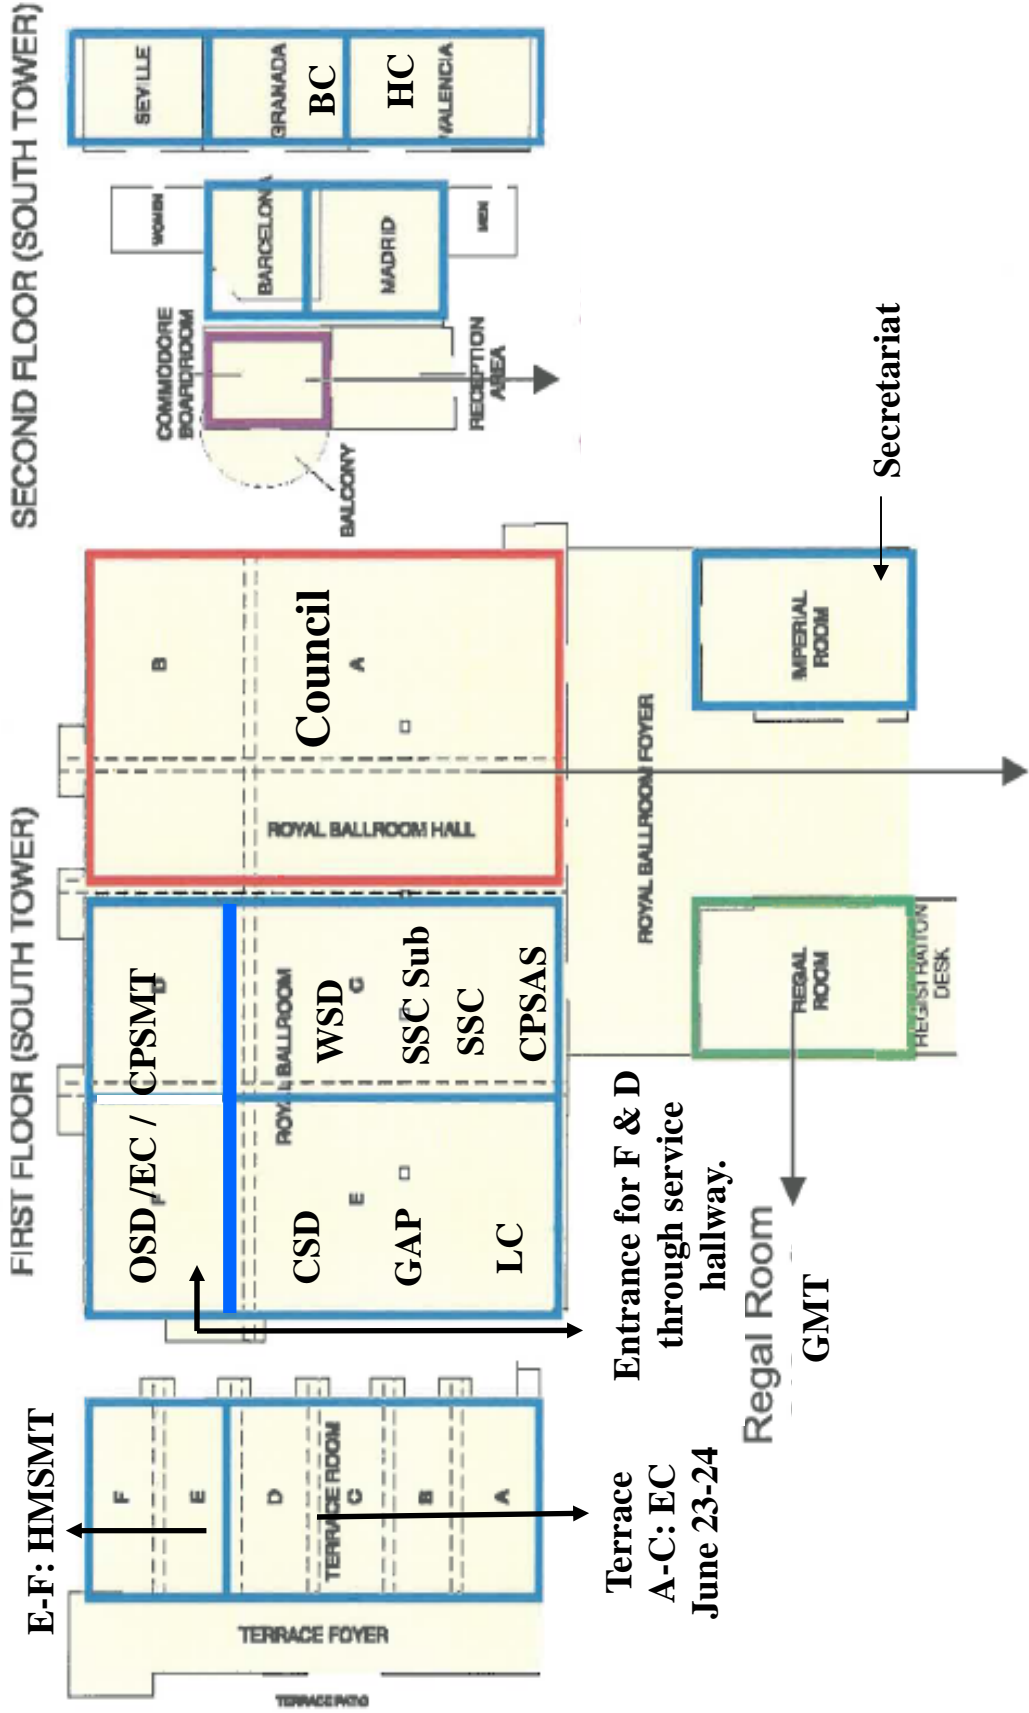 FIRST FLOOR (SOUTH TOWER)
SECOND FLOOR (SOUTH TOWER)
E-F: HMSMT
F
E
D
C
B
A
TERRACE ROOM
TERRACE FOYER
TERRACE PATIO
Terrace
A-C: EC
June 23-24
OSD /EC / CPSMT
F
D
ROYAL BALLROOM
CSD
E
GAP
LC
WSD
SSC Sub
SSC
CPSAS
Entrance for F & D
through service
hallway.
B
Council
A
ROYAL BALLROOM HALL
ROYAL BALLROOM FOYER
REGAL
ROOM
REGISTRATION
DESK
Regal Room
GMT
IMPERIAL
ROOM
Secretariat
COMMODORE
BOARDROOM
BALCONY
RECEPTION
AREA
WOMEN
BARCELONA
MADRID
MEN
SEVILLE
GRANADA
BC
HC
VALENCIA